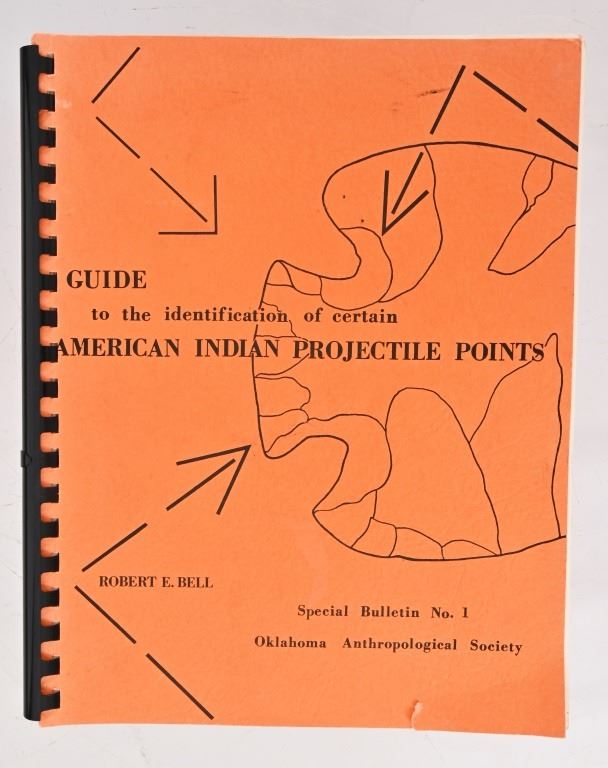 GUIDE
to the identification of certain
AMERICAN INDIAN PROJECTILE POINTS
ROBERT E. BELL
Special Bulletin No. 1
Oklahoma Anthropological Society